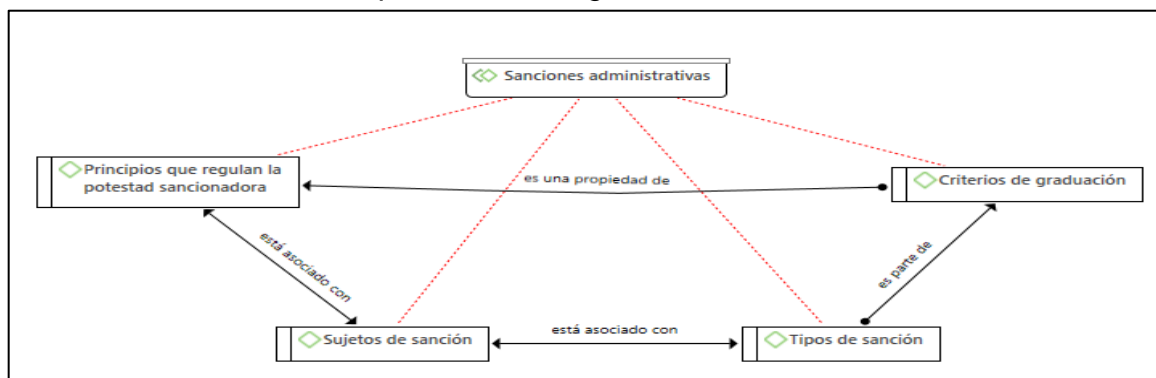 Sanciones administrativas
Principios que regulan la
potestad sancionadora
es una propiedad de
Criterios de graduación
está asociado con
es parte de
Sujetos de sanción
está asociado con
Tipos de sanción